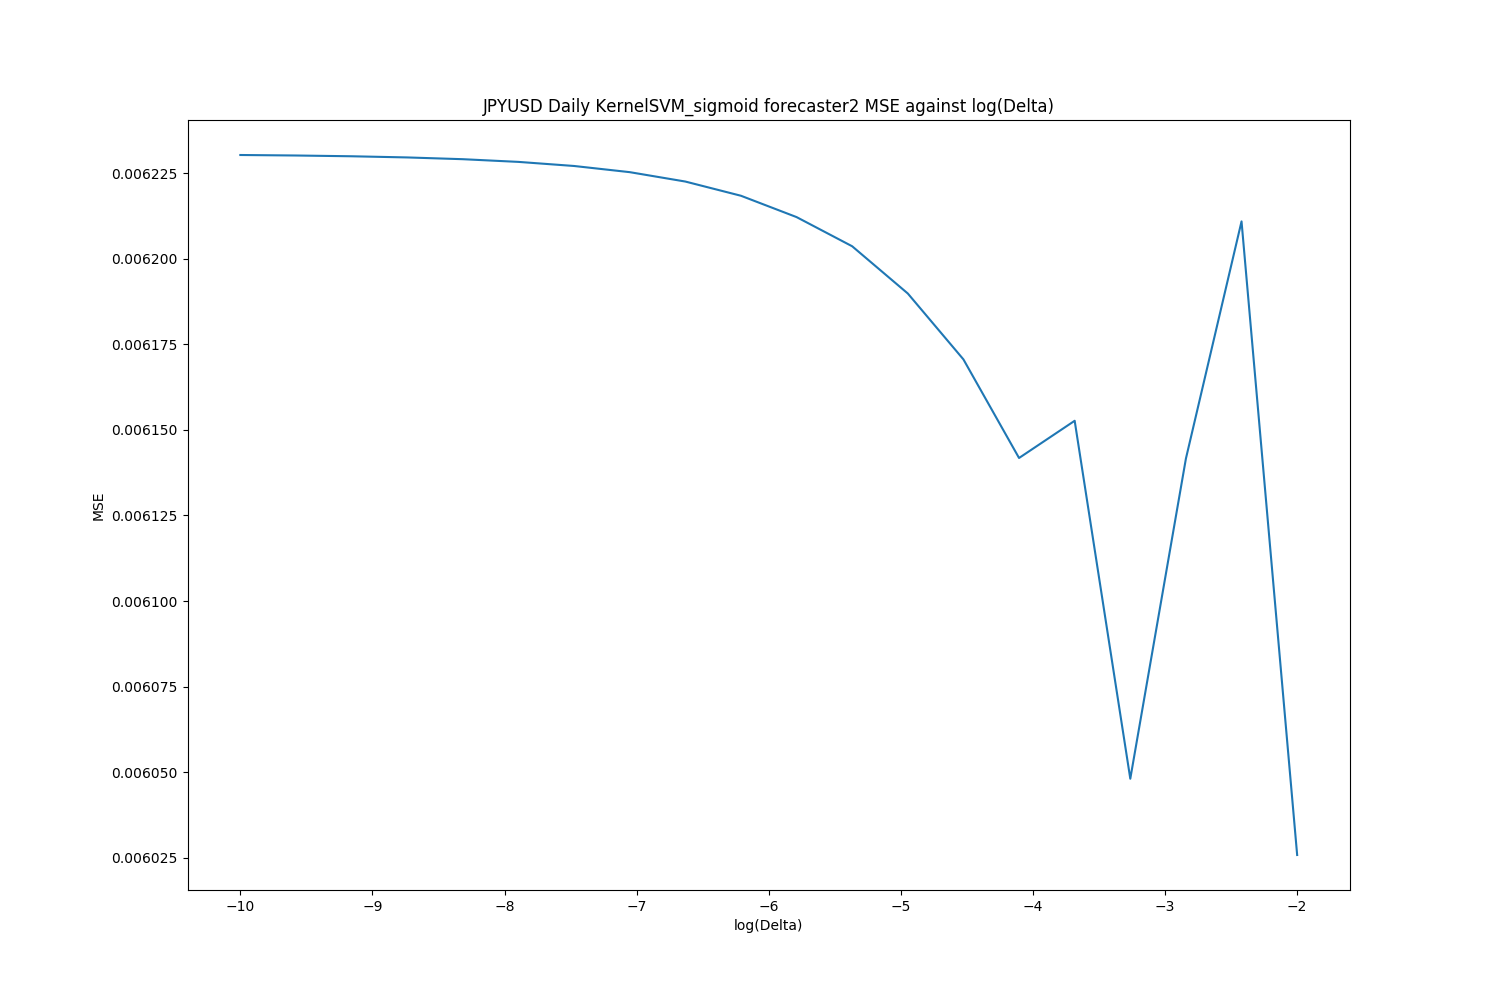 JPYUSD Daily KernelSVM_sigmoid forecaster2 MSE against log(Delta)
0.006225
0.006200
0.006175
0.006150
0.006125
0.006100
0.006075
0.006050
0.006025
MSE
−10 −9 −8 −7 −6 −5 −4 −3 −2
log(Delta)